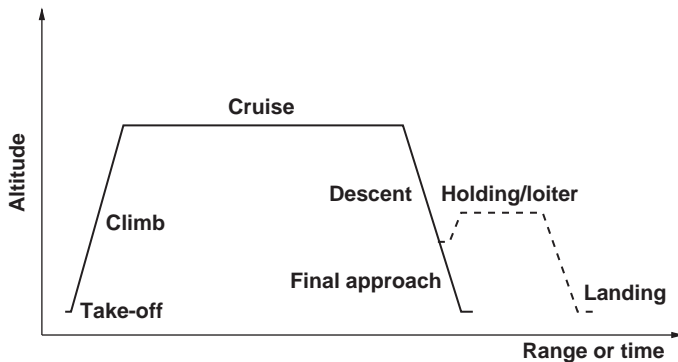 Cruise
Altitude
Descent
Holding/loiter
Climb
Final approach
Take-off
Landing
Range or time